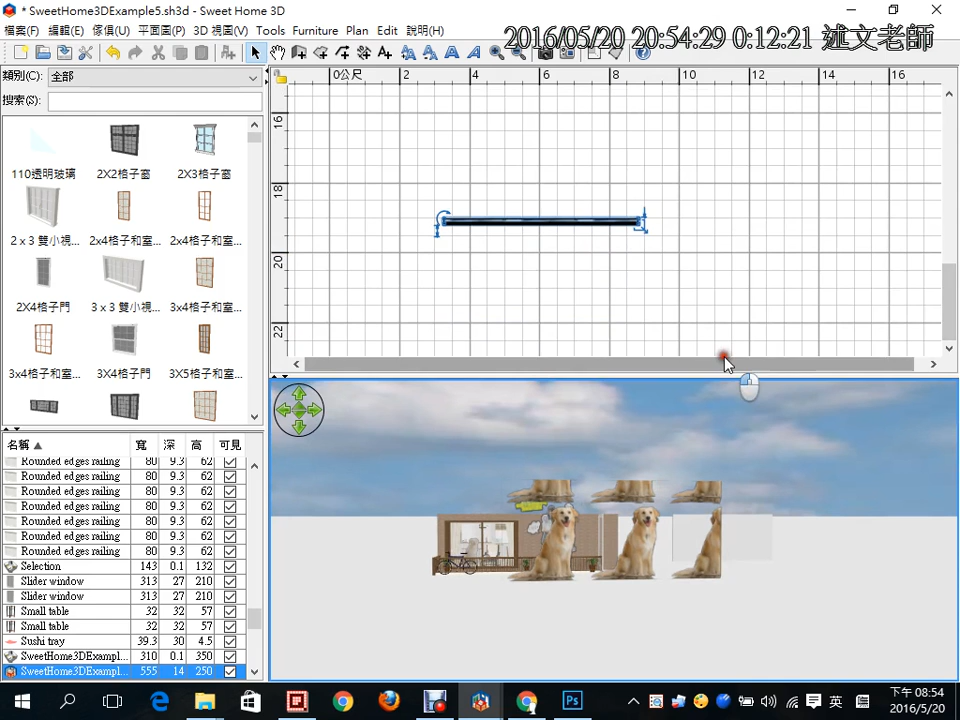 * SweetHome3DExample5.sh3d - Sweet Home 3D
檔案(F) 編輯(E) 傢俱(U) 平面圖(P) 3D 視圖(V) Tools Furniture Plan Edit 說明(H)
2016/05/20 20:54:29 0:12:21 述文老師
類別(C): 全部
搜索(S):
0公尺 2 4 6 8 10 12 14 16
16
18
20
22
110透明玻璃 2X2格子窗 2X3格子窗
2 x 3 雙小視... 2x4格子和室... 2x4格子和室...
2X4格子門 3 x 3 雙小視... 3x4格子和室...
3x4格子和室... 3X4格子門 3X5格子和室...
名稱 寬 深 高 可見
Rounded edges railing 80 9.3 62
Rounded edges railing 80 9.3 62
Rounded edges railing 80 9.3 62
Rounded edges railing 80 9.3 62
Rounded edges railing 80 9.3 62
Rounded edges railing 80 9.3 62
Rounded edges railing 80 9.3 62
Selection 143 0.1 132
Slider window 313 27 210
Slider window 313 27 210
Small table 32 32 57
Small table 32 32 57
Sushi tray 39.3 30 4.5
SweetHome3DExampl... 310 0.1 350
SweetHome3DExampl... 555 14 250
英
下午 08:54
2016/5/20